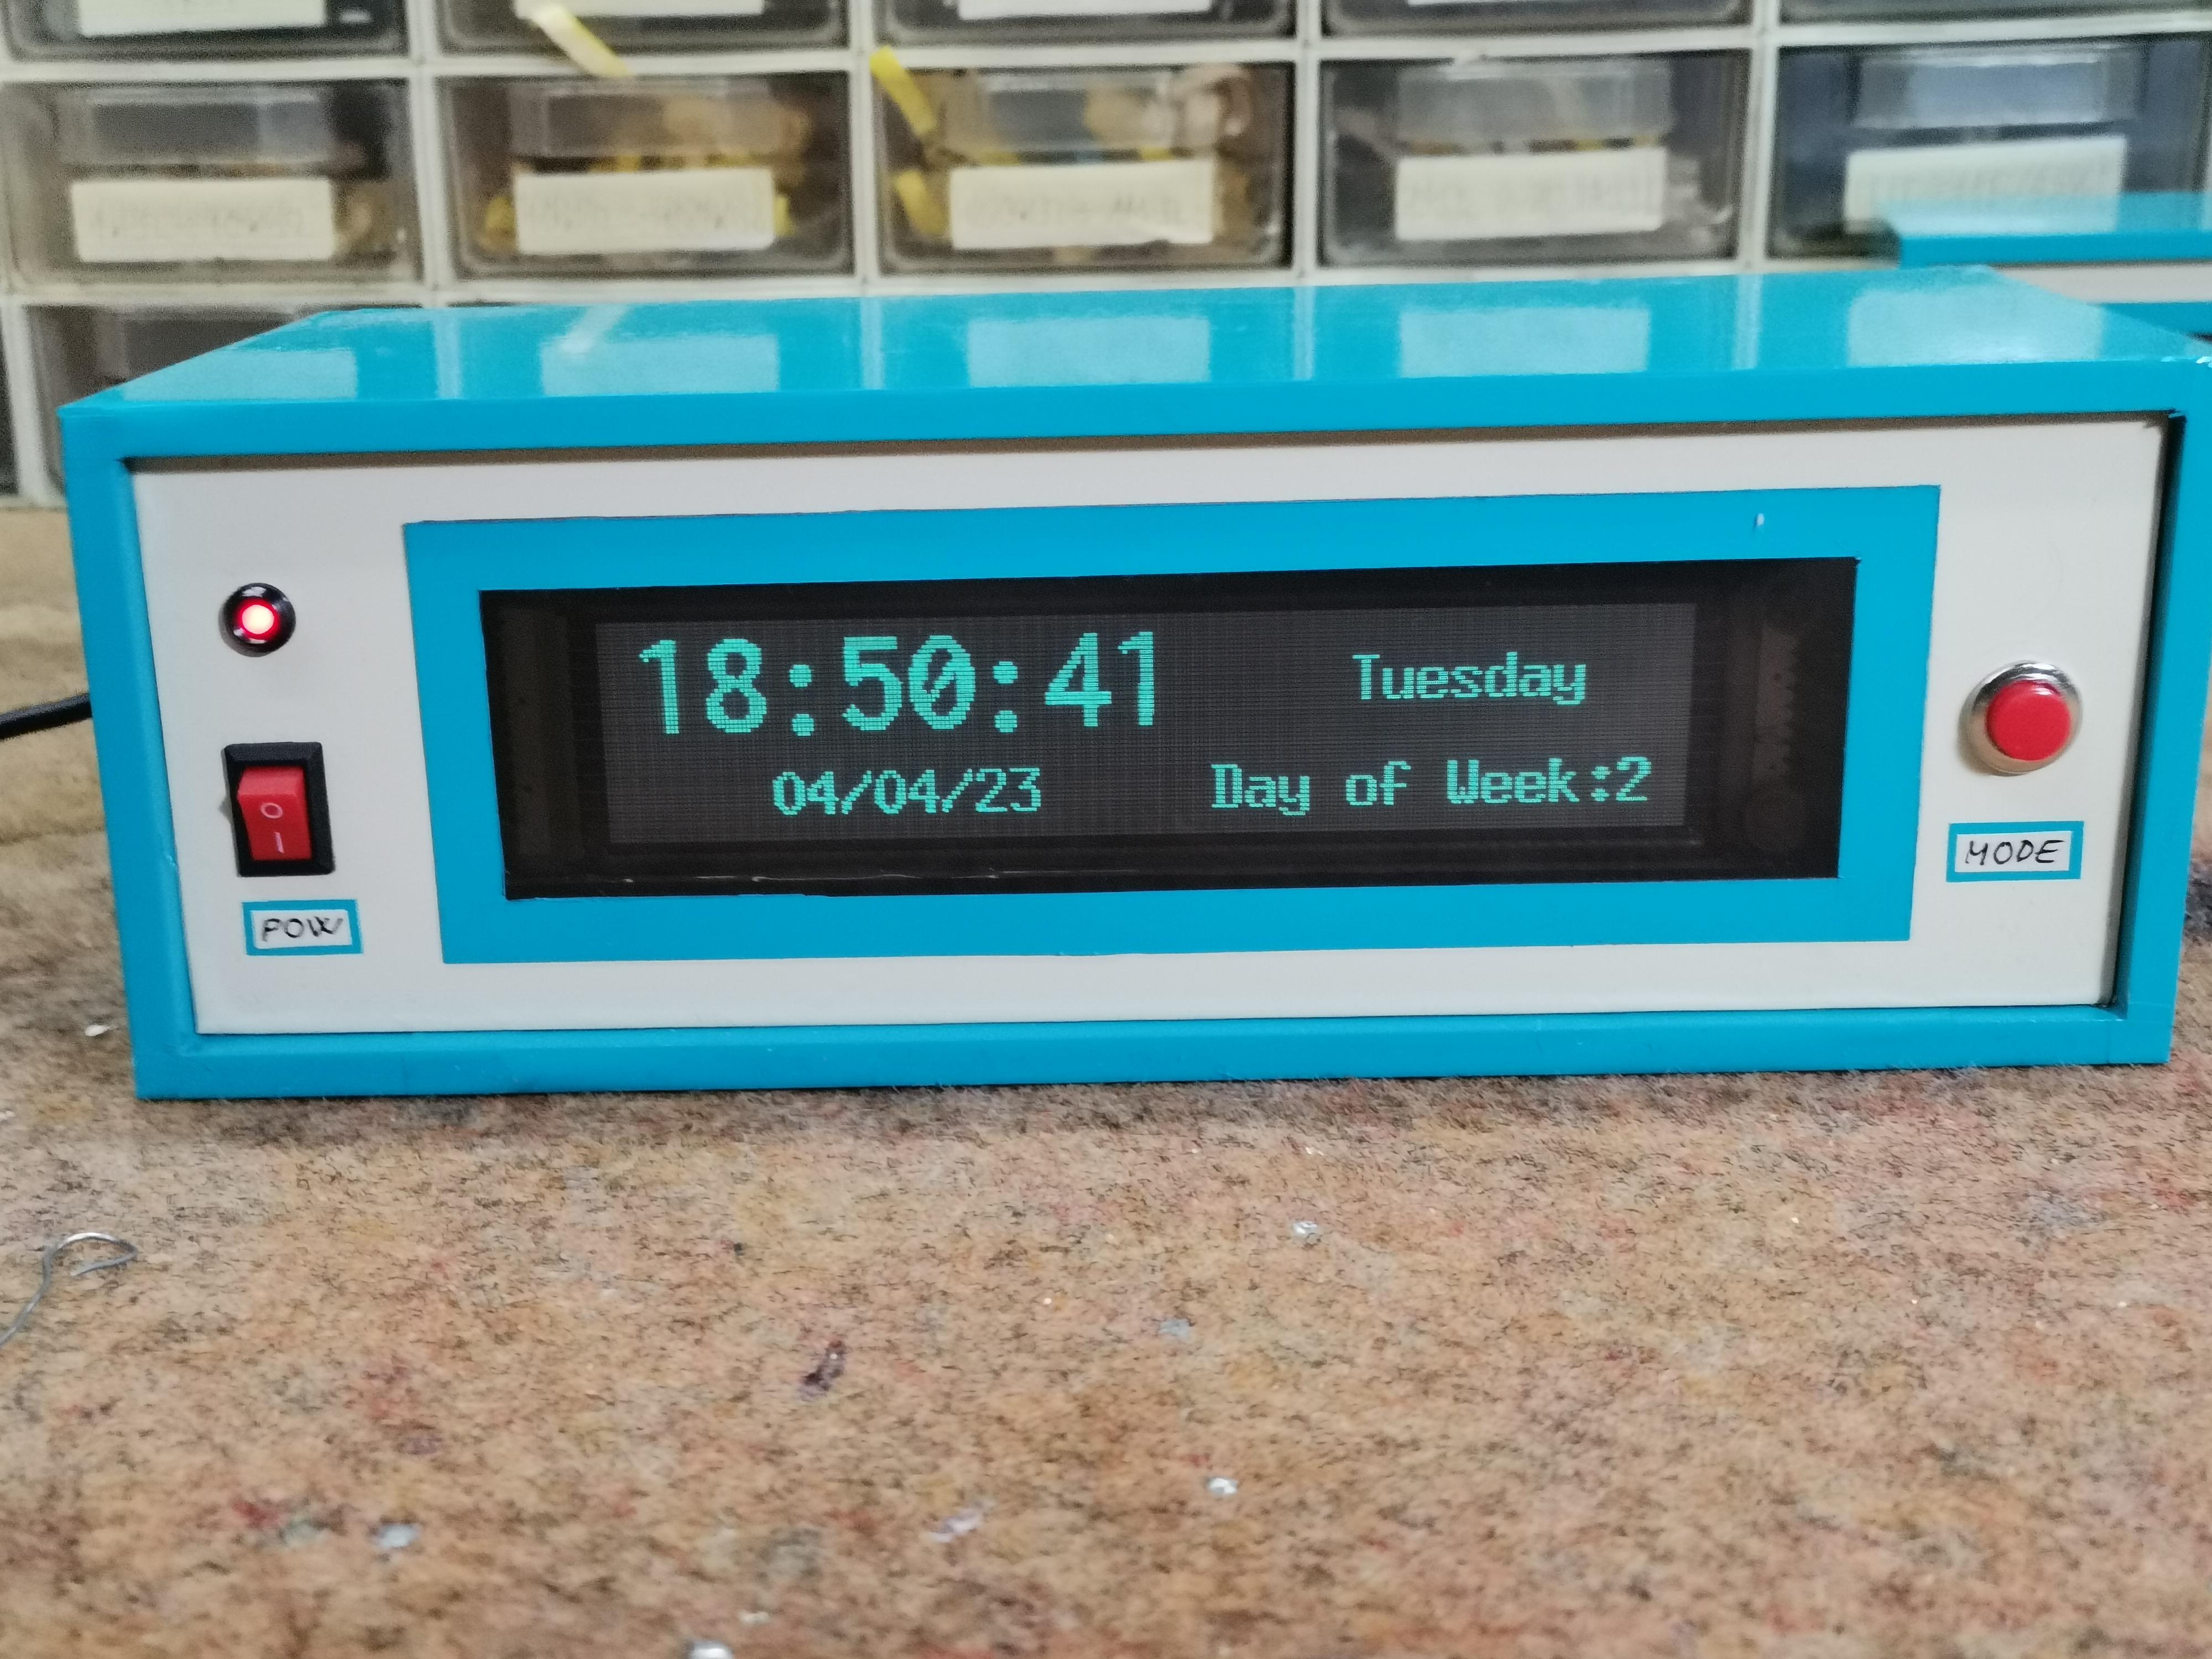 18:50:41
Tuesday
04/04/23
Day of Week:2
POW
MODE